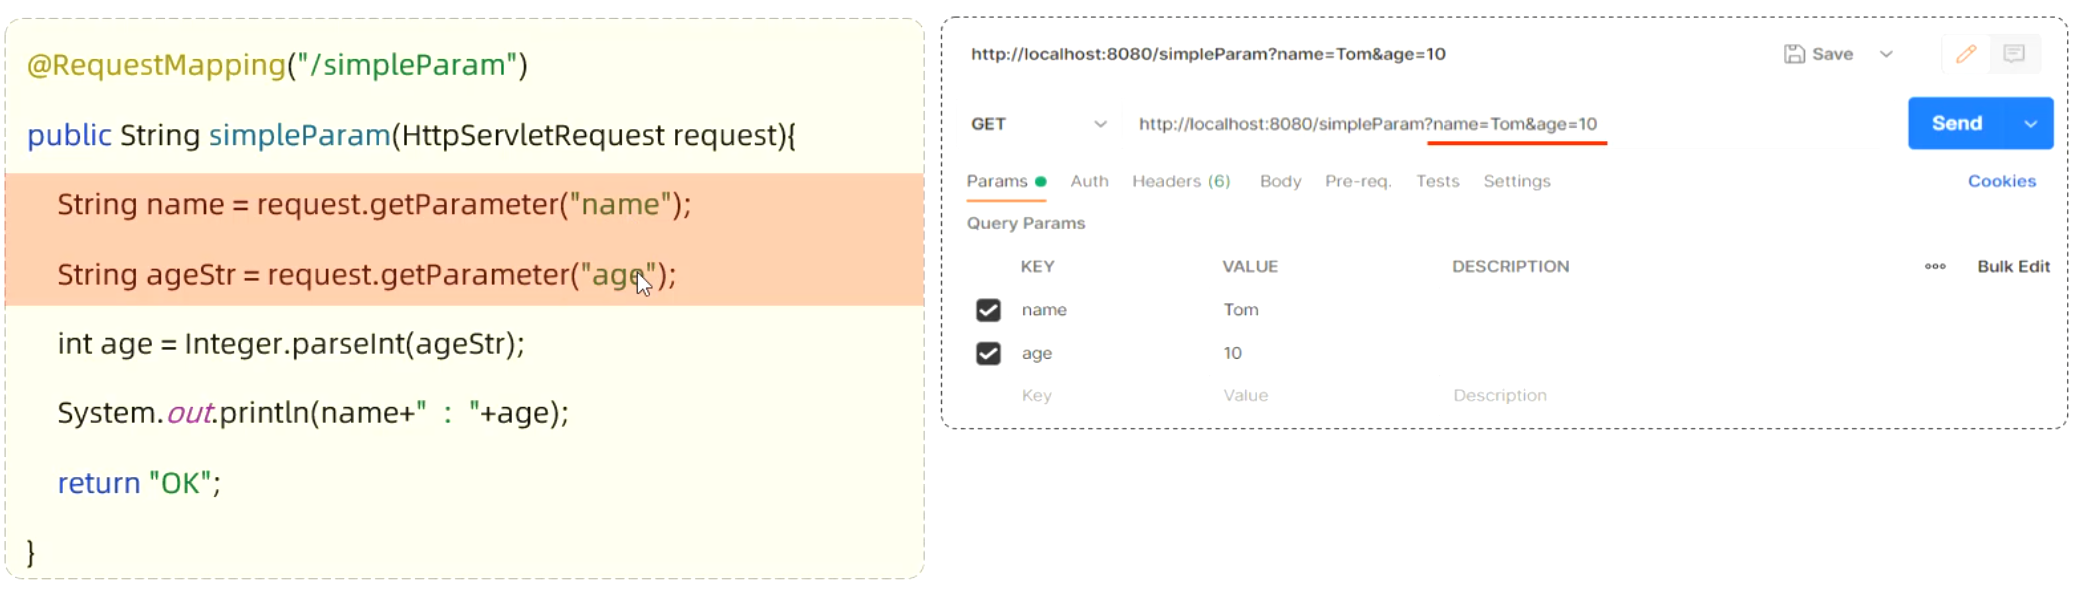 @RequestMapping("/simpleParam")
public String simpleParam(HttpServletRequest request){
String name = request.getParameter("name");
String ageStr = request.getParameter("age");
int age = Integer.parseInt(ageStr);
System.out.println(name+" : "+age);
return "OK";
}
http://localhost:8080/simpleParam?name=Tom&age=10 Save
GET http://localhost:8080/simpleParam?name=Tom&age=10 Send
Params Auth Headers (6) Body Pre-req. Tests Settings Cookies
Query Params
KEY VALUE DESCRIPTION ooo Bulk Edit
name Tom
age 10
Key Value Description